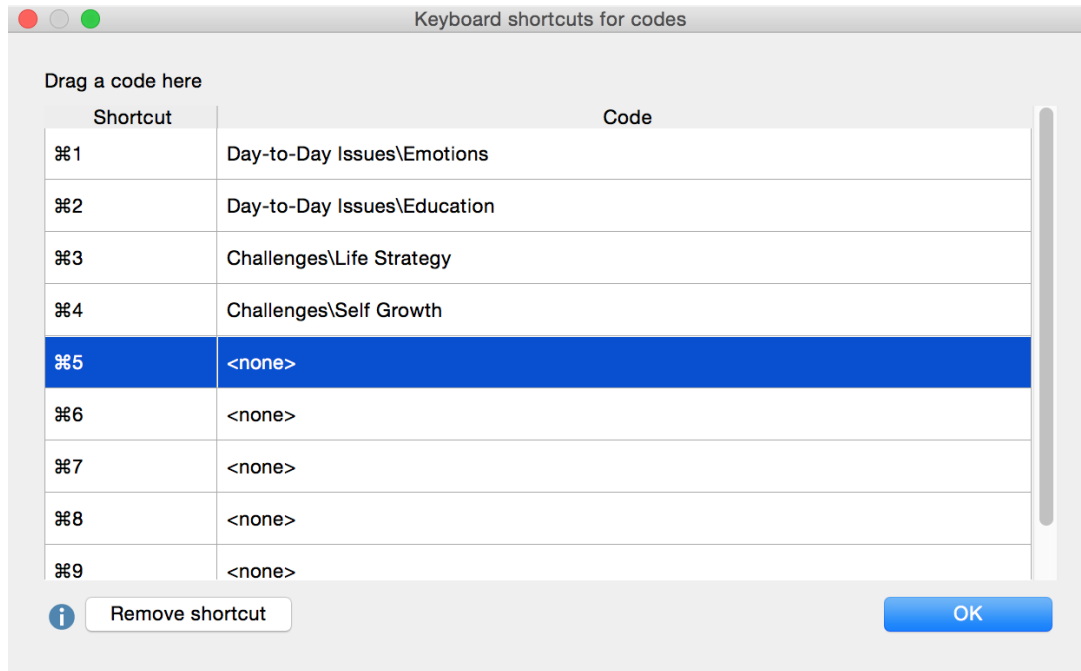 Keyboard shortcuts for codes
Drag a code here
Shortcut Code
⌘1 Day-to-Day Issues\Emotions
⌘2 Day-to-Day Issues\Education
⌘3 Challenges\Life Strategy
⌘4 Challenges\Self Growth
⌘5 <none>
⌘6 <none>
⌘7 <none>
⌘8 <none>
⌘9 <none>
i Remove shortcut OK